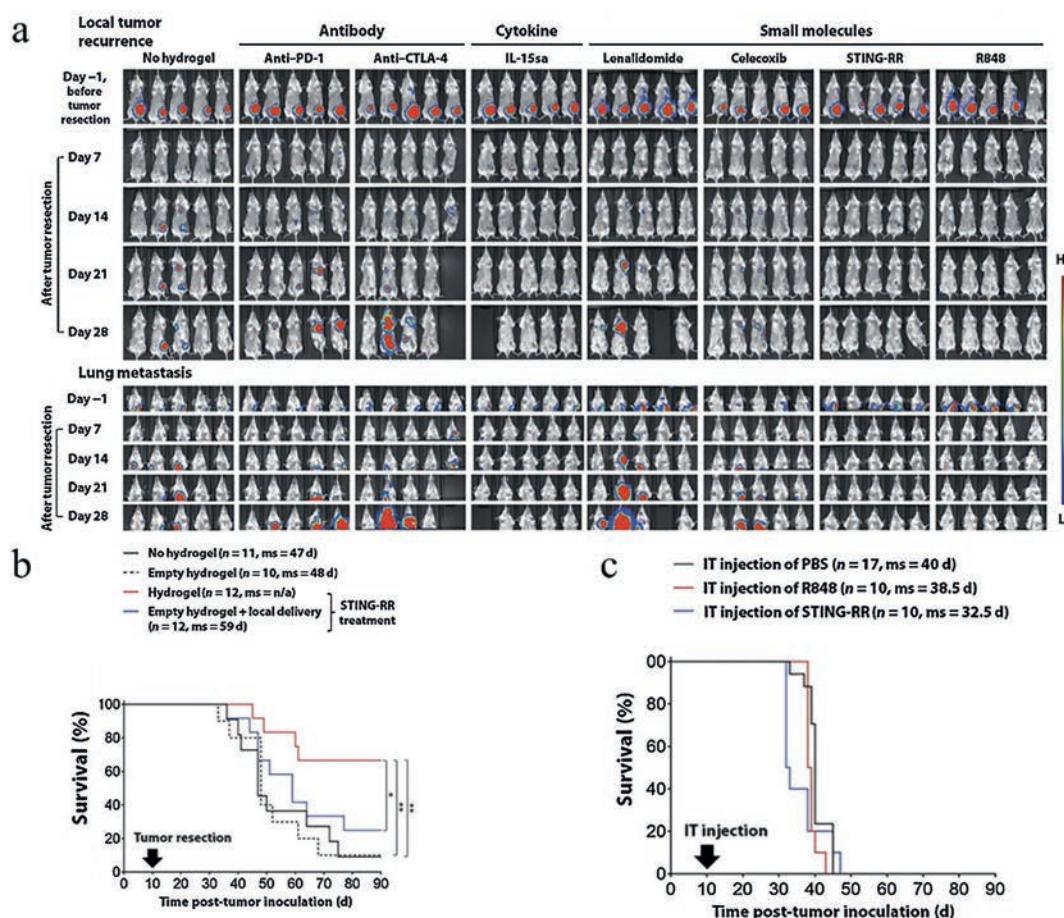 a
Local tumor
recurrence
Antibody
Cytokine
Small molecules
No hydrogel
Anti–PD-1
Anti–CTLA-4
IL-15sa
Lenalidomide
Celecoxib
STING-RR
R848
Day –1,
before
tumor
resection
After tumor resection
Day 7
Day 14
Day 21
Day 28
H
L
Lung metastasis
Day –1
After tumor resection
Day 7
Day 14
Day 21
Day 28
b
No hydrogel (n = 11, ms = 47 d)
Empty hydrogel (n = 10, ms = 48 d)
Hydrogel (n = 12, ms = n/a)
Empty hydrogel + local delivery
(n = 12, ms = 59 d)
STING-RR
treatment
Survival (%)
100
80
60
40
20
0
Tumor resection
*
**
**
0 10 20 30 40 50 60 70 80 90
Time post-tumor inoculation (d)
c
IT injection of PBS (n = 17, ms = 40 d)
IT injection of R848 (n = 10, ms = 38.5 d)
IT injection of STING-RR (n = 10, ms = 32.5 d)
Survival (%)
00
80
60
40
20
0
IT injection
0 10 20 30 40 50 60 70 80 90
Time post-tumor inoculation (d)